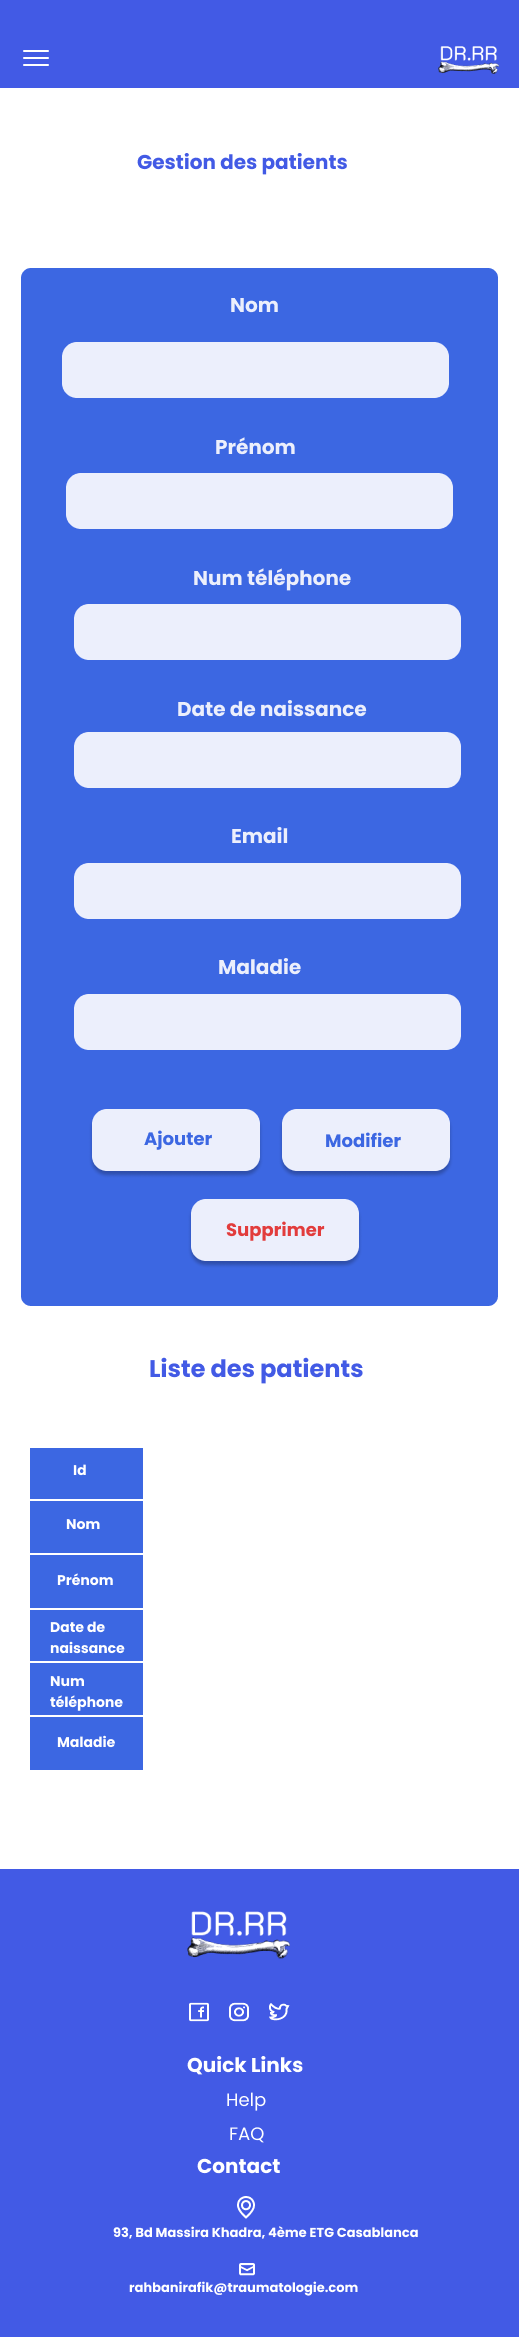 DR.RR
Gestion des patients
Nom
Prénom
Num téléphone
Date de naissance
Email
Maladie
Ajouter
Modifier
Supprimer
Liste des patients
Id
Nom
Prénom
Date de
naissance
Num
téléphone
Maladie
DR.RR
Quick Links
Help
FAQ
Contact
93, Bd Massira Khadra, 4ème ETG Casablanca
rahbanirafik@traumatologie.com